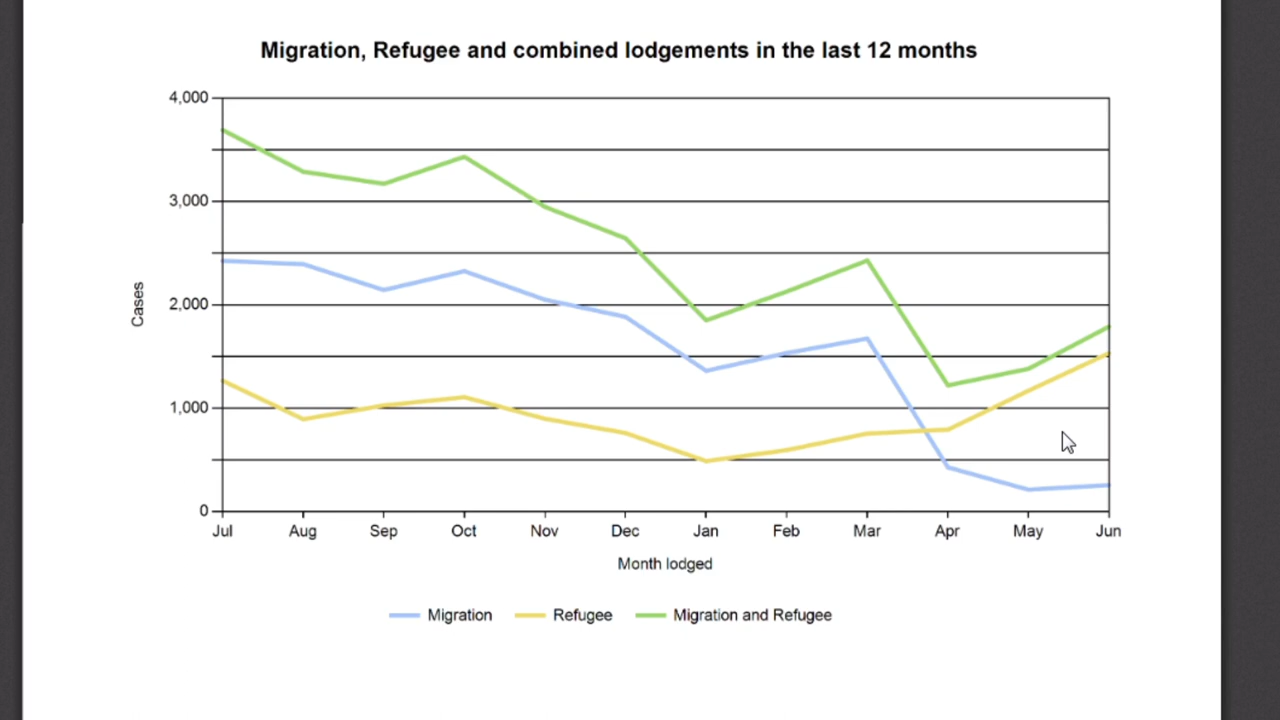 Migration, Refugee and combined lodgements in the last 12 months
4,000
3,000
2,000
1,000
0
Cases
Jul Aug Sep Oct Nov Dec Jan Feb Mar Apr May Jun
Month lodged
Migration Refugee Migration and Refugee